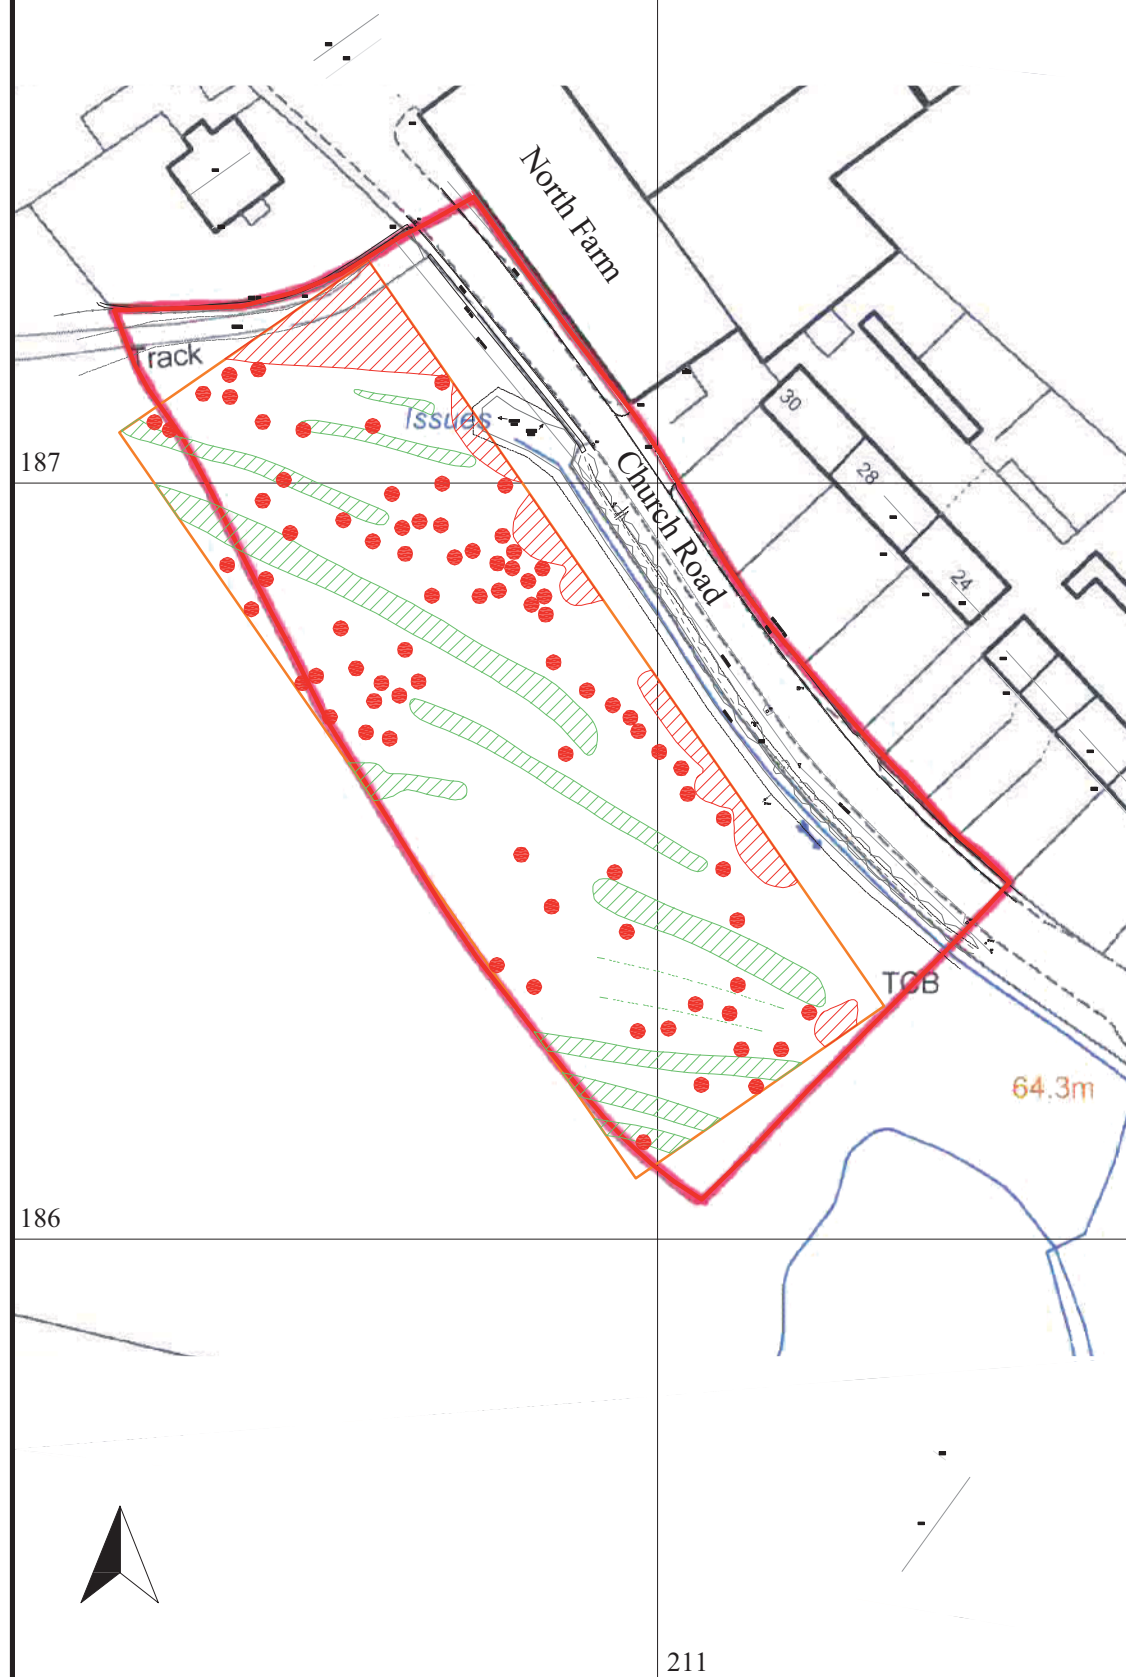 North Farm
Track
30
Issues
187
28
Church Road
24
TCB
64.3m
186
211